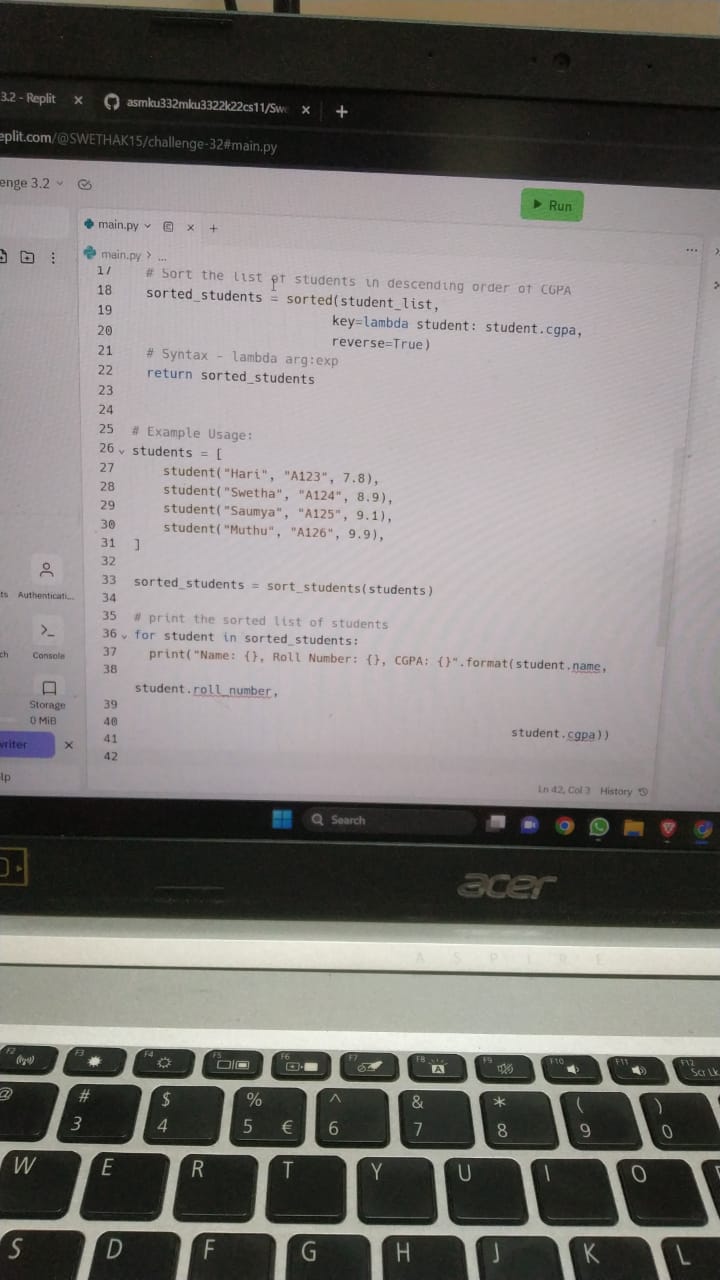 3.2 - Replit × asmku332mku3322k22cs11/Swe × +
eplit.com/@SWETHAK15/challenge-32#main.py
enge 3.2
Run
main.py × +
main.py > ...
17 # Sort the list of students in descending order of CGPA
18 sorted_students = sorted(student_list,
19 key=lambda student: student.cgpa,
20 reverse=True)
21 # Syntax - lambda arg:exp
22 return sorted_students
23
24
25 # Example Usage:
26 students = [
27 student("Hari", "A123", 7.8),
28 student("Swetha", "A124", 8.9),
29 student("Saumya", "A125", 9.1),
30 student("Muthu", "A126", 9.9),
31 ]
32
33 sorted_students = sort_students(students)
34
35 # print the sorted list of students
36 for student in sorted_students:
37 print("Name: {}, Roll Number: {}, CGPA: {}".format(student.name,
38
student.roll_number,
39
40
41 student.cgpa))
42
ts Authenticati...
ch Console
Storage
0 MiB
writer ×
lp
Ln 42, Col 3 History
Search
acer
ASPIRE
F2 F3 F4 F5 F6 F7 F8 F9 F10 F11 F12
Scr Lk
@ # $ % ^ & * ( )
3 4 5 € 6 7 8 9 0
W E R T Y U I O
S D F G H J K L